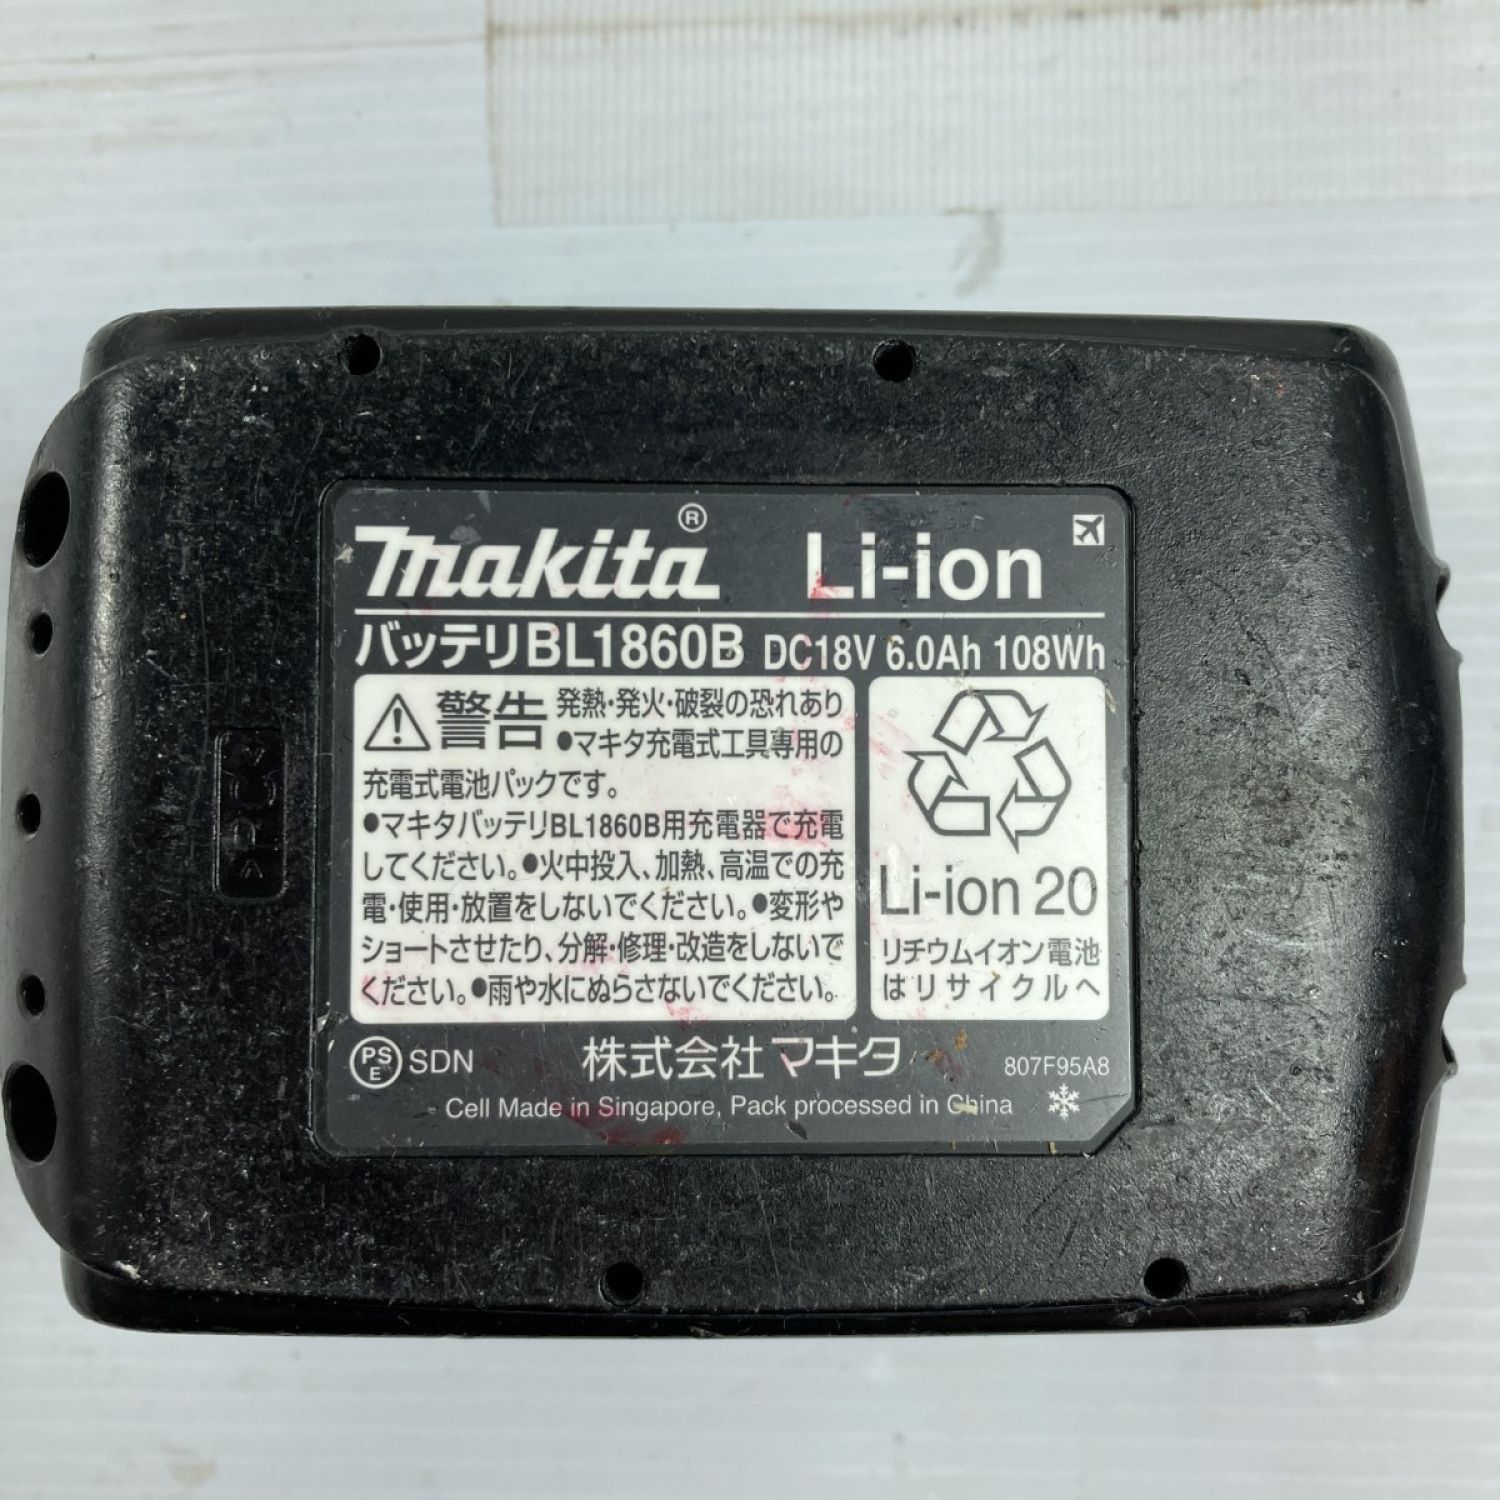 makita® Li-ion
バッテリBL1860B DC18V 6.0Ah 108Wh
警告 発熱・発火・破裂の恐れあり
●マキタ充電式工具専用の
充電式電池パックです。
●マキタバッテリBL1860B用充電器で充電
してください。●火中投入、加熱、高温での充
電・使用・放置をしないでください。●変形や
ショートさせたり、分解・修理・改造をしないで
ください。●雨や水にぬらさないでください。
Li-ion 20
リチウムイオン電池
はリサイクルへ
PS
E
SDN
株式会社マキタ
807F95A8
Cell Made in Singapore, Pack processed in China
>PC<